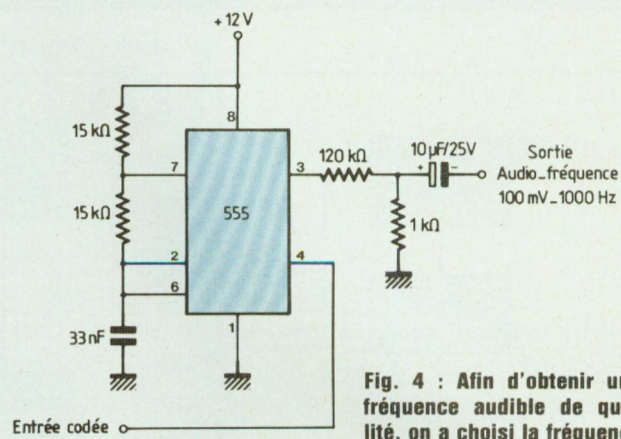 +12 V
8
15 kΩ
7
3
120 kΩ
10 µF/25V
+
-
Sortie
Audio_fréquence
100 mV_1000 Hz
15 kΩ
555
1 kΩ
2
4
6
33 nF
1
Entrée codée
Fig. 4 : Afin d'obtenir un
fréquence audible de qu
lité, on a choisi la fréquen